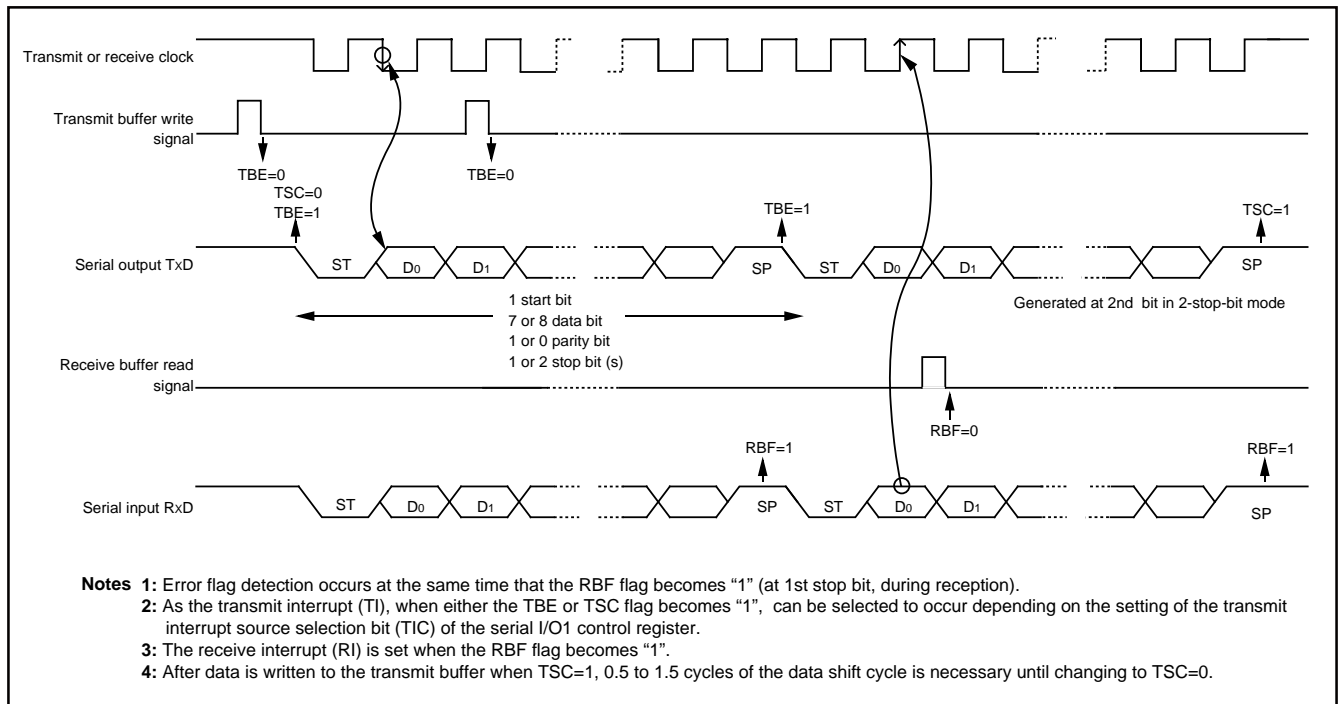 Transmit or receive clock
Transmit buffer write
signal
TBE=0
TSC=0
TBE=1
TBE=0
TBE=1
TSC=1
Serial output TxD
ST
D0
D1
SP
ST
D0
D1
SP
1 start bit
7 or 8 data bit
1 or 0 parity bit
1 or 2 stop bit (s)
Generated at 2nd bit in 2-stop-bit mode
Receive buffer read
signal
RBF=0
RBF=1
RBF=1
Serial input RxD
ST
D0
D1
SP
ST
D0
D1
SP
Notes 1: Error flag detection occurs at the same time that the RBF flag becomes “1” (at 1st stop bit, during reception).
2: As the transmit interrupt (TI), when either the TBE or TSC flag becomes “1”, can be selected to occur depending on the setting of the transmit
interrupt source selection bit (TIC) of the serial I/O1 control register.
3: The receive interrupt (RI) is set when the RBF flag becomes “1”.
4: After data is written to the transmit buffer when TSC=1, 0.5 to 1.5 cycles of the data shift cycle is necessary until changing to TSC=0.